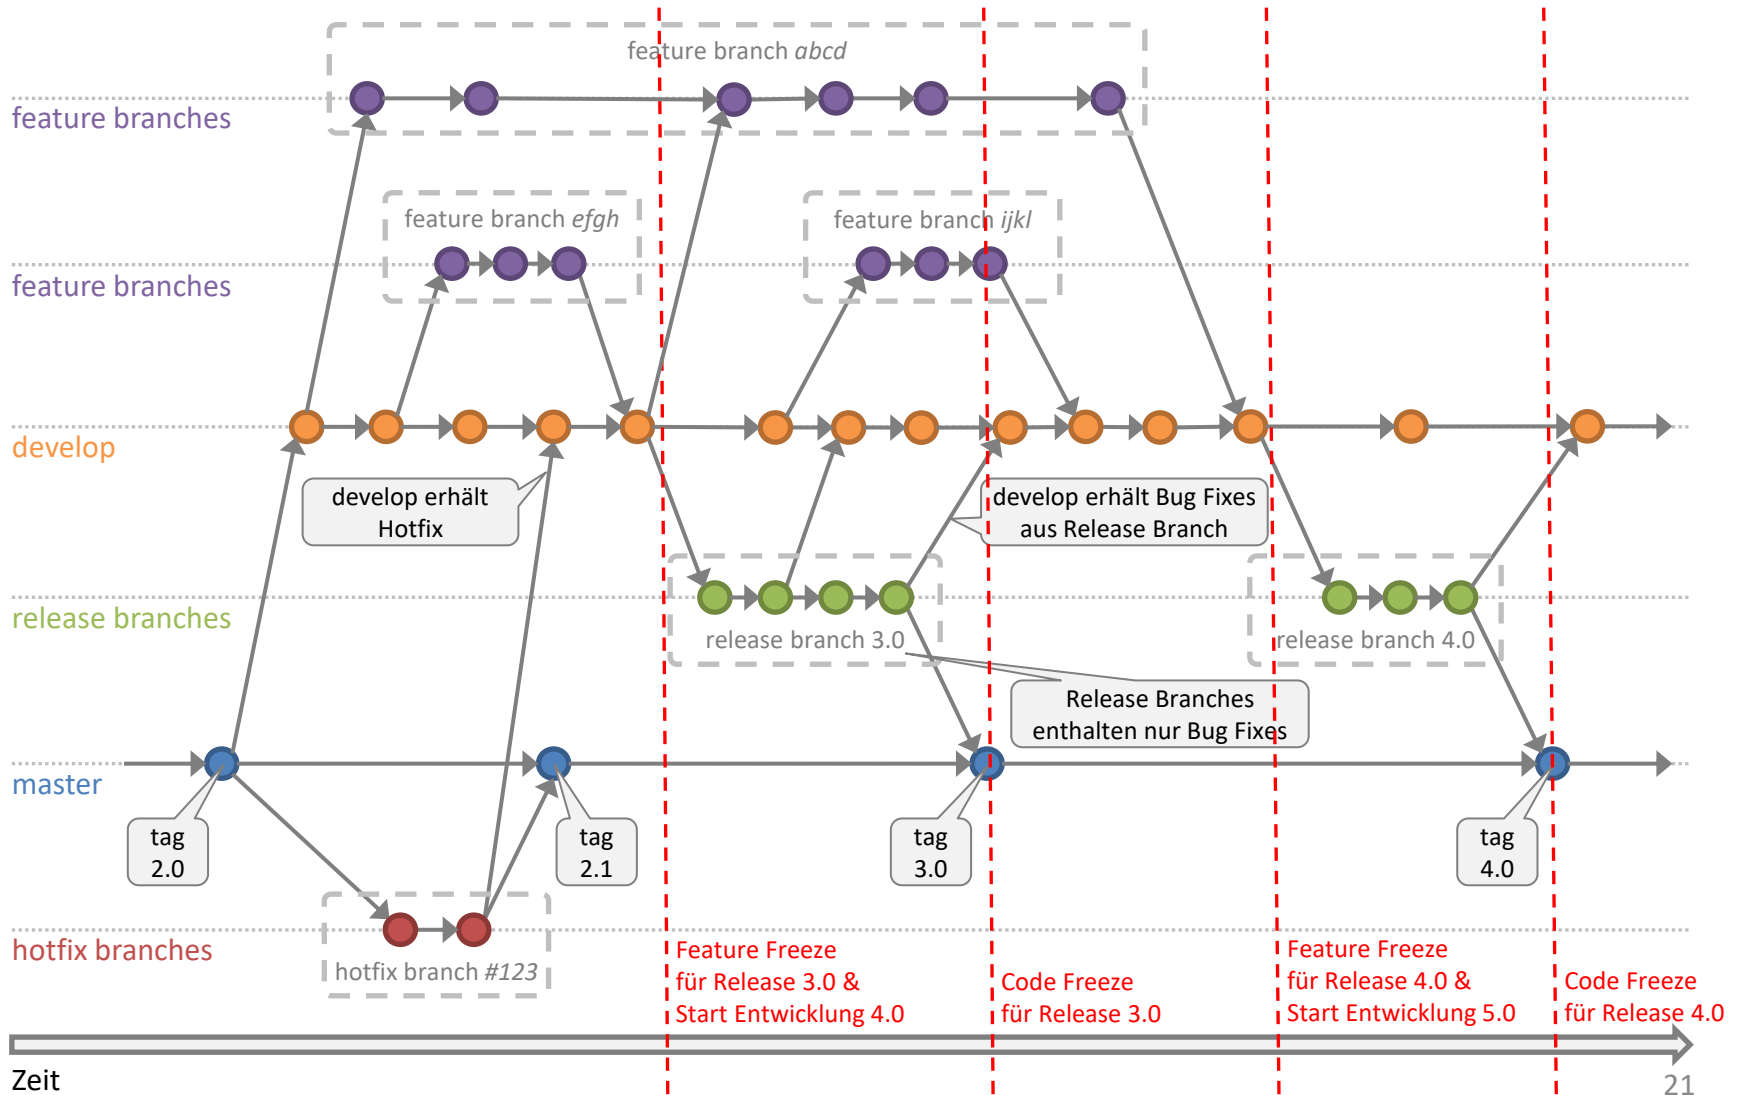 feature branch abcd
feature branches
feature branch efgh
feature branch ijkl
feature branches
develop
develop erhält
Hotfix
develop erhält Bug Fixes
aus Release Branch
release branches
release branch 3.0
release branch 4.0
Release Branches
enthalten nur Bug Fixes
master
tag
2.0
tag
2.1
tag
3.0
tag
4.0
hotfix branches
hotfix branch #123
Feature Freeze
für Release 3.0 &
Start Entwicklung 4.0
Code Freeze
für Release 3.0
Feature Freeze
für Release 4.0 &
Start Entwicklung 5.0
Code Freeze
für Release 4.0
Zeit
21